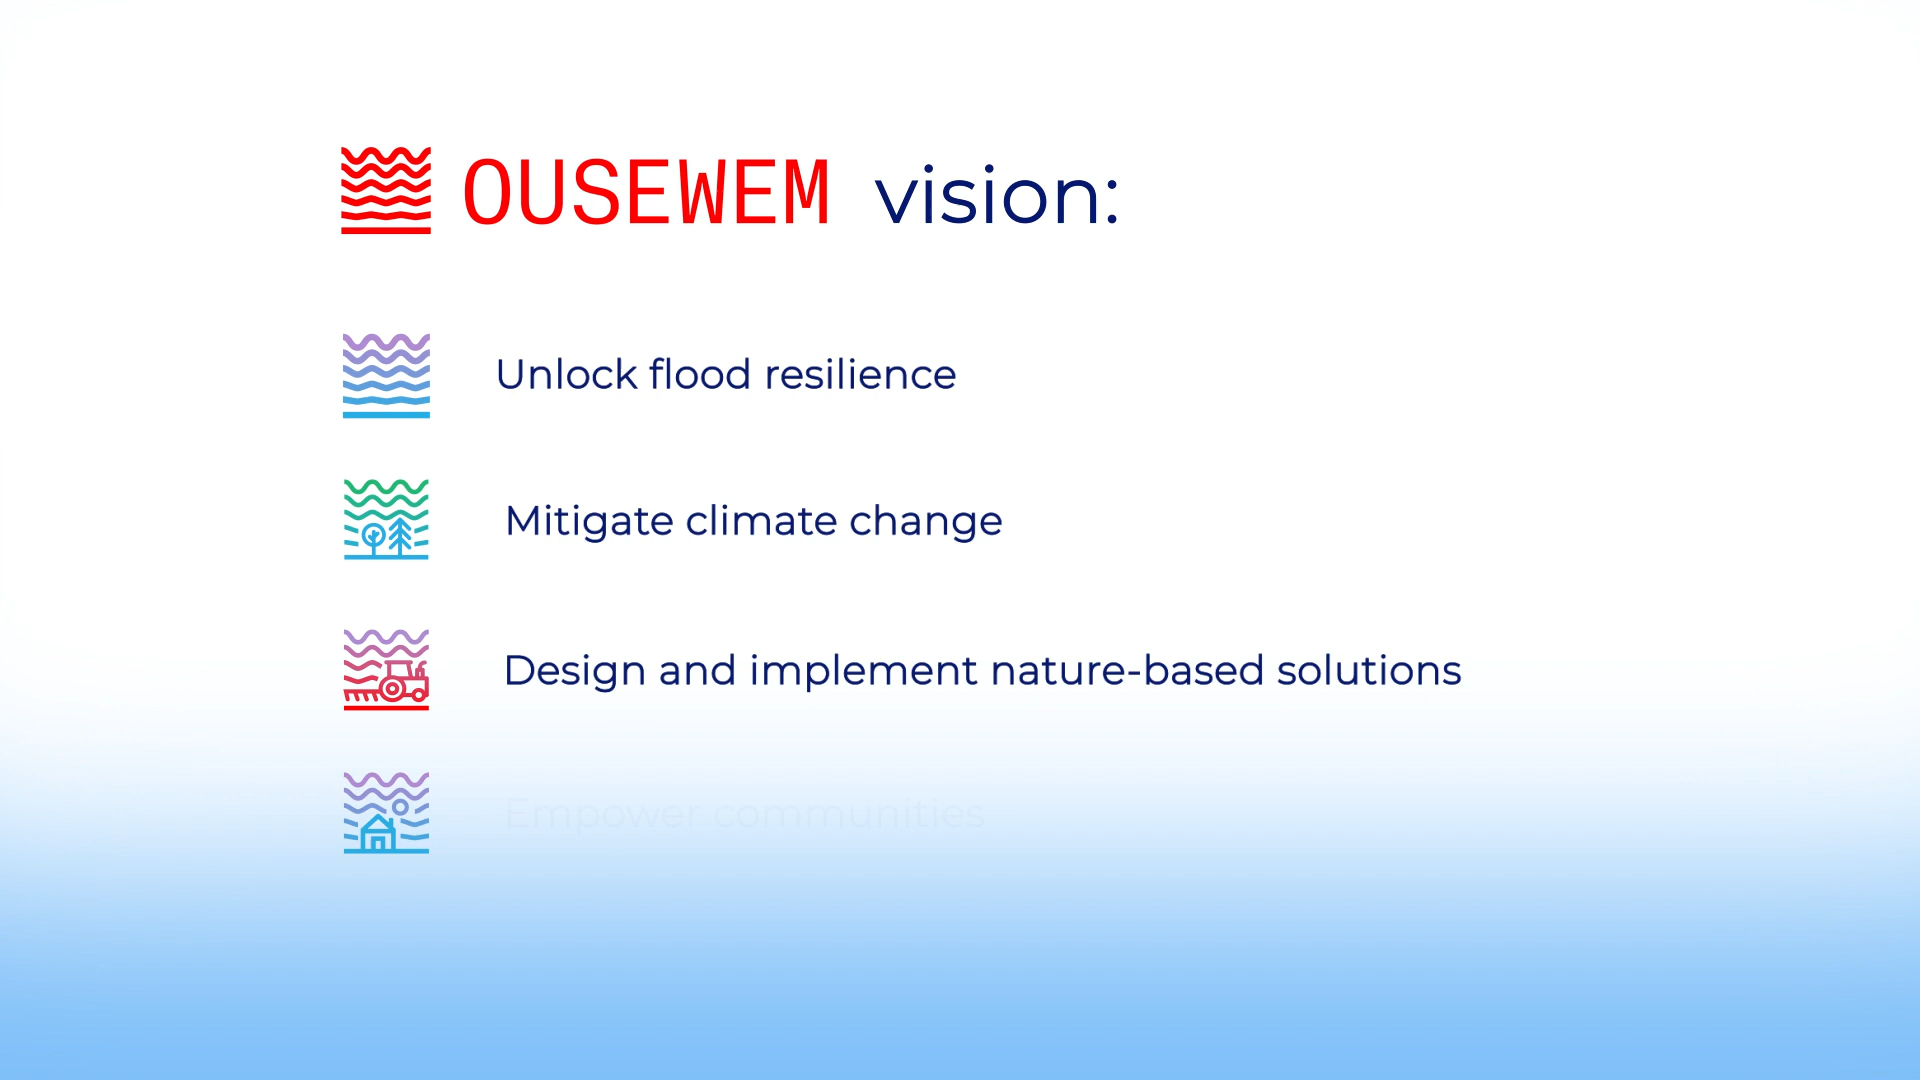 OUSEWEM vision:
Unlock flood resilience
Mitigate climate change
Design and implement nature-based solutions
Empower communities